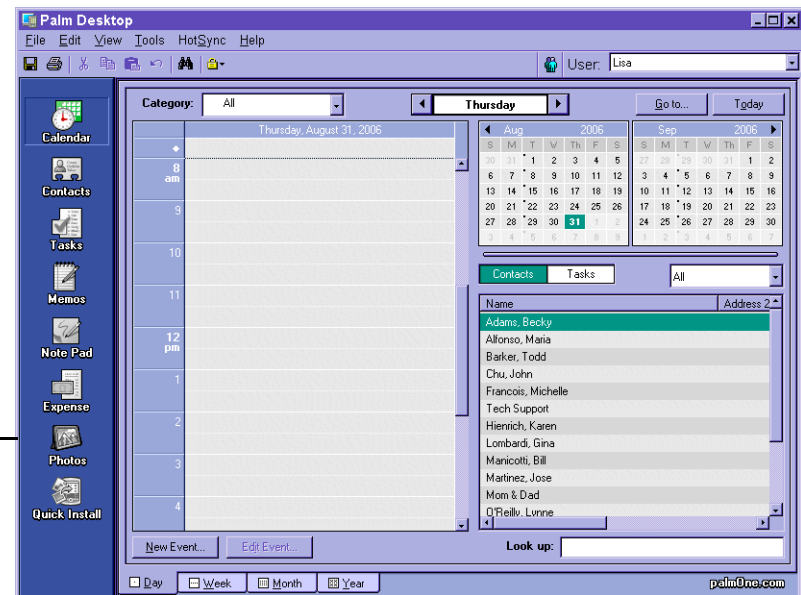 Palm Desktop
File Edit View Tools HotSync Help
User: Lisa
Calendar
Contacts
Tasks
Memos
Note Pad
Expense
Photos
Quick Install
Category: All
Thursday
Go to... Today
Thursday, August 31, 2006
8 am
9
10
11
12 pm
1
2
3
4
Aug 2006
S M T W Th F S
30 31 1 2 3 4 5
6 7 8 9 10 11 12
13 14 15 16 17 18 19
20 21 22 23 24 25 26
27 28 29 30 31 1 2
3 4 5 6 7 8 9
Sep 2006
S M T W Th F S
27 28 29 30 31 1 2
3 4 5 6 7 8 9
10 11 12 13 14 15 16
17 18 19 20 21 22 23
24 25 26 27 28 29 30
1 2 3 4 5 6 7
Contacts Tasks All
Name Address 2
Adams, Becky
Alfonso, Maria
Barker, Todd
Chu, John
Francois, Michelle
Tech Support
Hienrich, Karen
Lombardi, Gina
Manicotti, Bill
Martinez, Jose
Mom & Dad
O'Reilly, Lynne
New Event... Edit Event...
Look up:
Day Week Month Year
palmOne.com